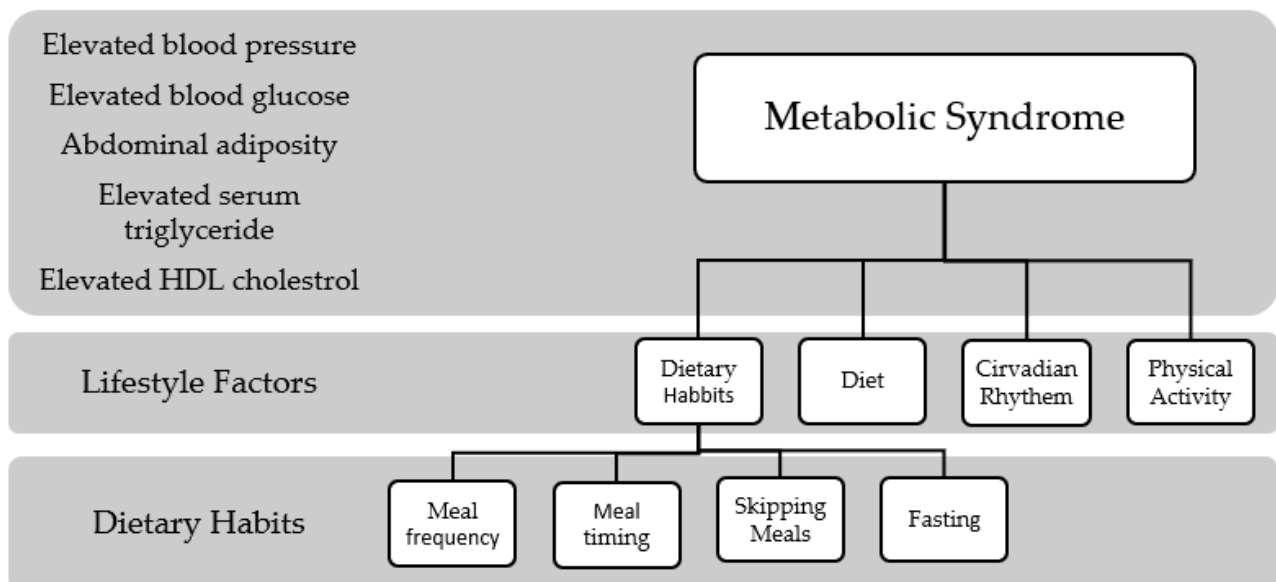 Elevated blood pressure
Elevated blood glucose
Abdominal adiposity
Elevated serum
triglyceride
Elevated HDL cholestrol
Metabolic Syndrome
Lifestyle Factors
Dietary
Habbits
Diet
Cirvadian
Rhythem
Physical
Activity
Dietary Habits
Meal
frequency
Meal
timing
Skipping
Meals
Fasting